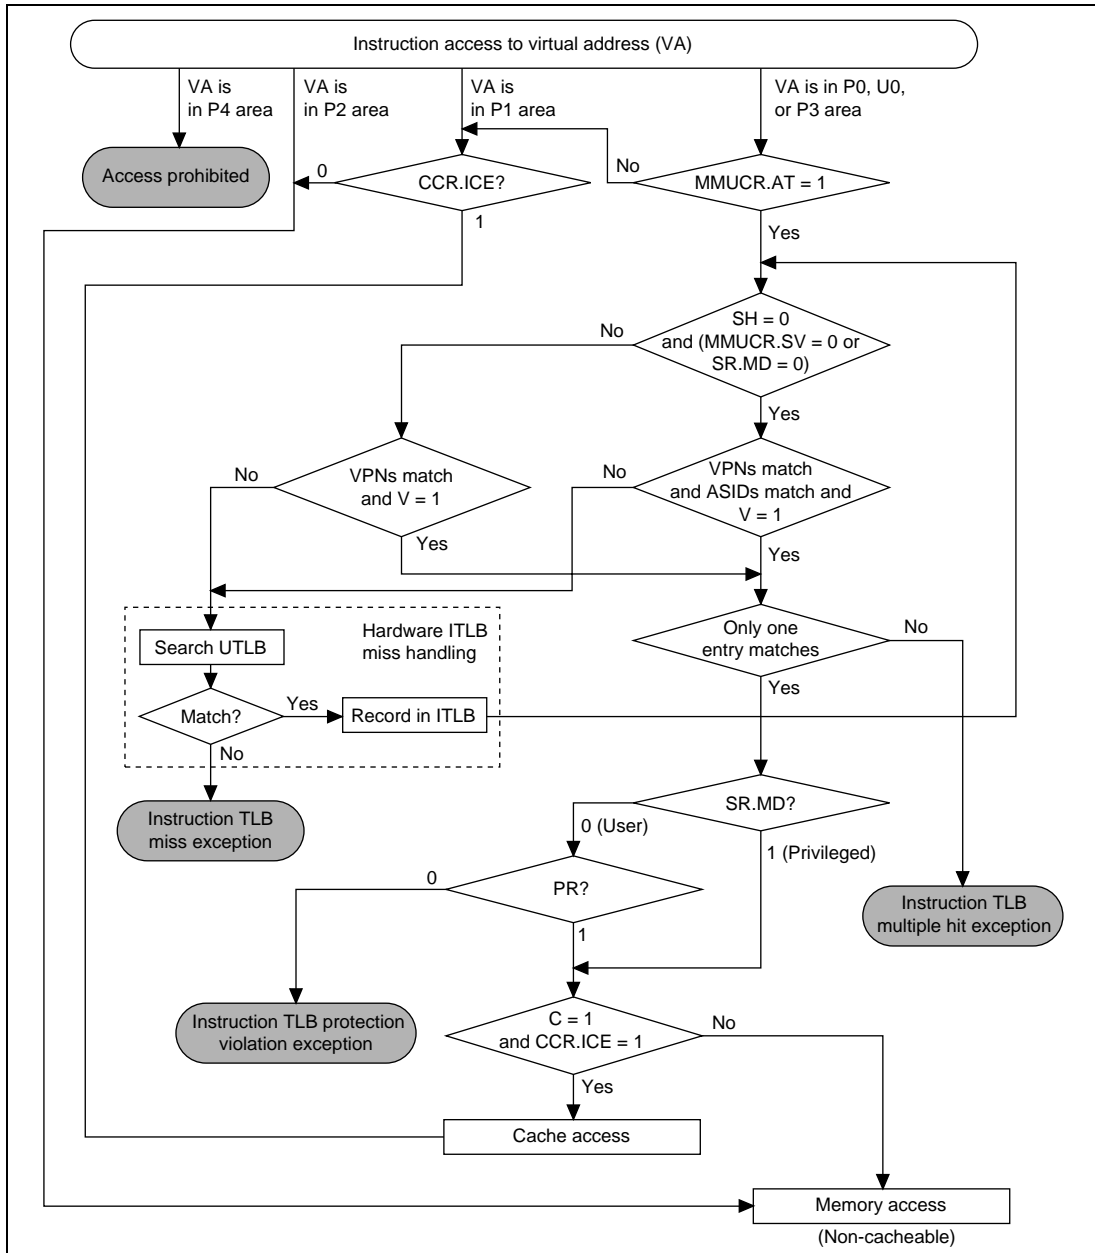 Instruction access to virtual address (VA)
VA is
in P4 area
VA is
in P2 area
VA is
in P1 area
VA is in P0, U0,
or P3 area
Access prohibited
0
CCR.ICE?
1
No
MMUCR.AT = 1
Yes
SH = 0
and (MMUCR.SV = 0 or
SR.MD = 0)
No
Yes
No
VPNs match
and V = 1
Yes
No
VPNs match
and ASIDs match and
V = 1
Yes
Hardware ITLB
miss handling
Search UTLB
Match?
Yes
Record in ITLB
No
Instruction TLB
miss exception
Only one
entry matches
No
Yes
SR.MD?
0 (User)
1 (Privileged)
0
PR?
1
Instruction TLB
multiple hit exception
Instruction TLB protection
violation exception
C = 1
and CCR.ICE = 1
No
Yes
Cache access
Memory access
(Non-cacheable)